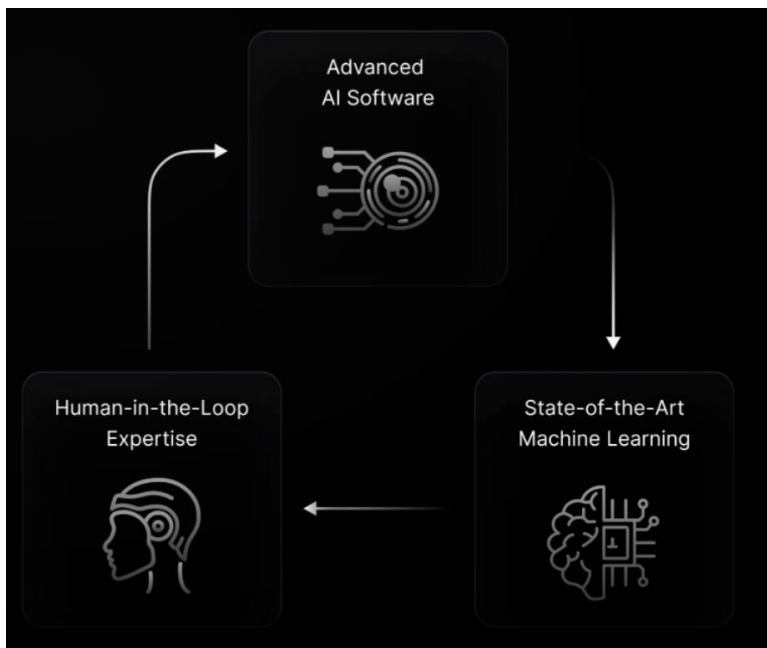 Advanced
AI Software
Human-in-the-Loop
Expertise
State-of-the-Art
Machine Learning